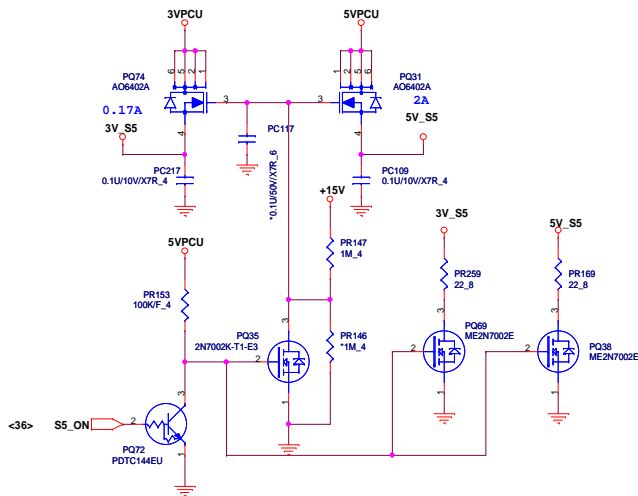 3VPCU
5VPCU
6
5
2
1
1
2
5
6
PQ74
AO6402A
PQ31
AO6402A
0.17A
2A
3
3
4
4
PC117
3V_S5
5V_S5
PC217
0.1U/10V/X7R_4
*0.1U/50V/X7R_6
PC109
0.1U/10V/X7R_4
+15V
3V_S5
5V_S5
5VPCU
PR147
1M_4
PR259
22_8
PR169
22_8
PR153
100K/F_4
PQ35
2N7002K-T1-E3
3
2
1
PR146
*1M_4
PQ69
ME2N7002E
3
2
1
3
2
1
PQ38
ME2N7002E
<36>
S5_ON
2
3
1
PQ72
PDTC144EU